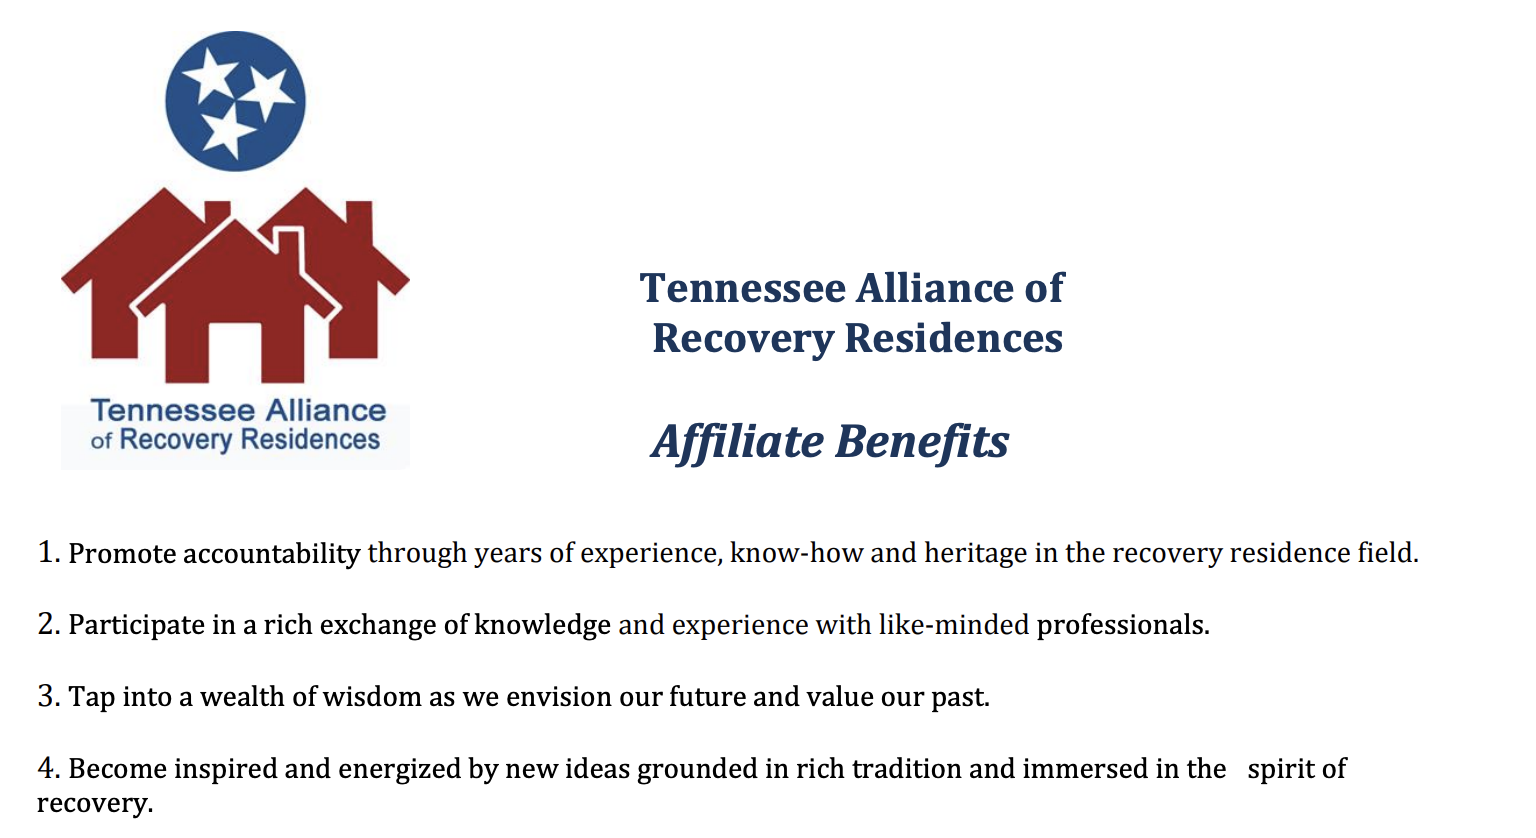 Tennessee Alliance
of Recovery Residences
Tennessee Alliance of
Recovery Residences
Affiliate Benefits
1. Promote accountability through years of experience, know-how and heritage in the recovery residence field.
2. Participate in a rich exchange of knowledge and experience with like-minded professionals.
3. Tap into a wealth of wisdom as we envision our future and value our past.
4. Become inspired and energized by new ideas grounded in rich tradition and immersed in the   spirit of
recovery.